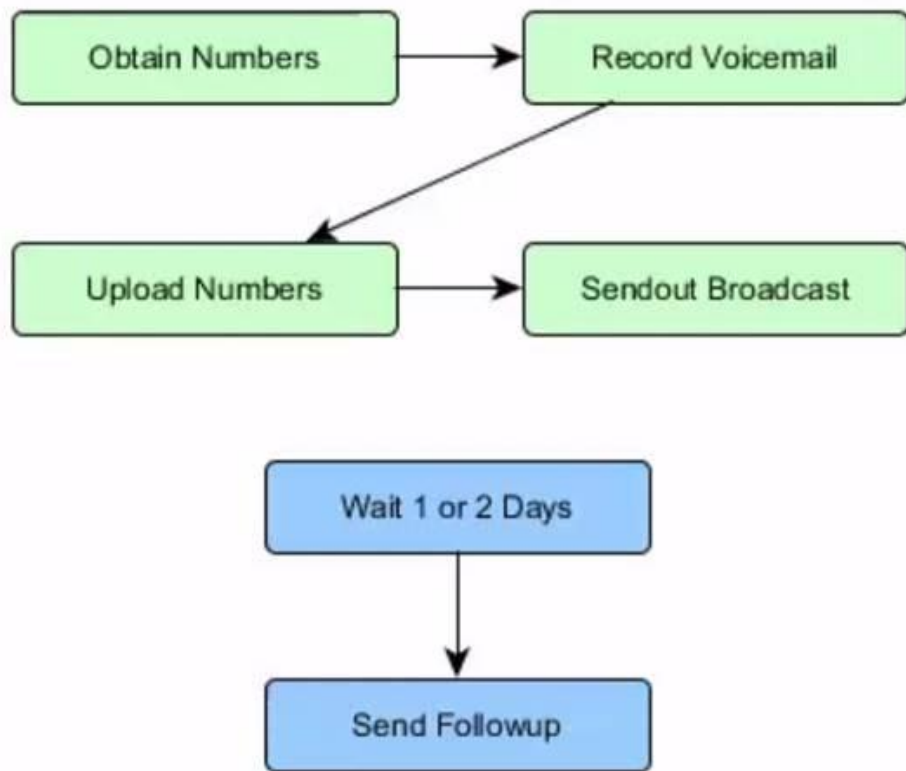 Obtain Numbers
Record Voicemail
Upload Numbers
Sendout Broadcast
Wait 1 or 2 Days
Send Followup